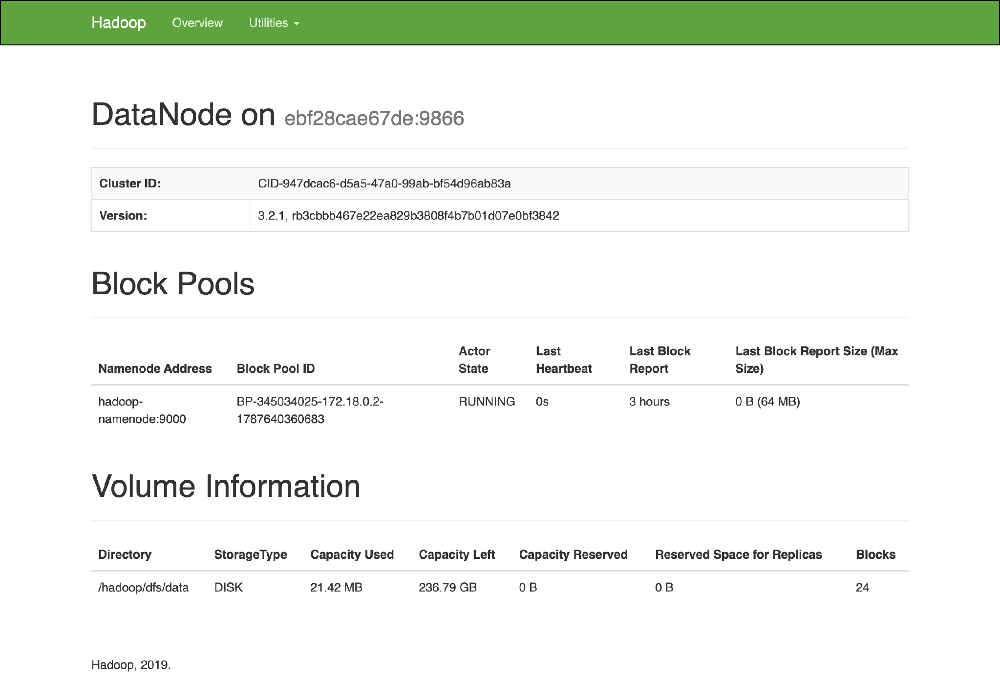 Hadoop Overview Utilities
DataNode on ebf28cae67de:9866
Cluster ID: CID-947dcac6-d5a5-47a0-99ab-bf54d96ab83a
Version: 3.2.1, rb3cbbb467e22ea829b3808f4b7b01d07e0bf3842
Block Pools
Actor Last Last Block Last Block Report Size (Max
Namenode Address Block Pool ID State Heartbeat Report Size)
hadoop- BP-345034025-172.18.0.2- RUNNING 0s 3 hours 0 B (64 MB)
namenode:9000 1787640360683
Volume Information
Directory StorageType Capacity Used Capacity Left Capacity Reserved Reserved Space for Replicas Blocks
/hadoop/dfs/data DISK 21.42 MB 236.79 GB 0 B 0 B 24
Hadoop, 2019.